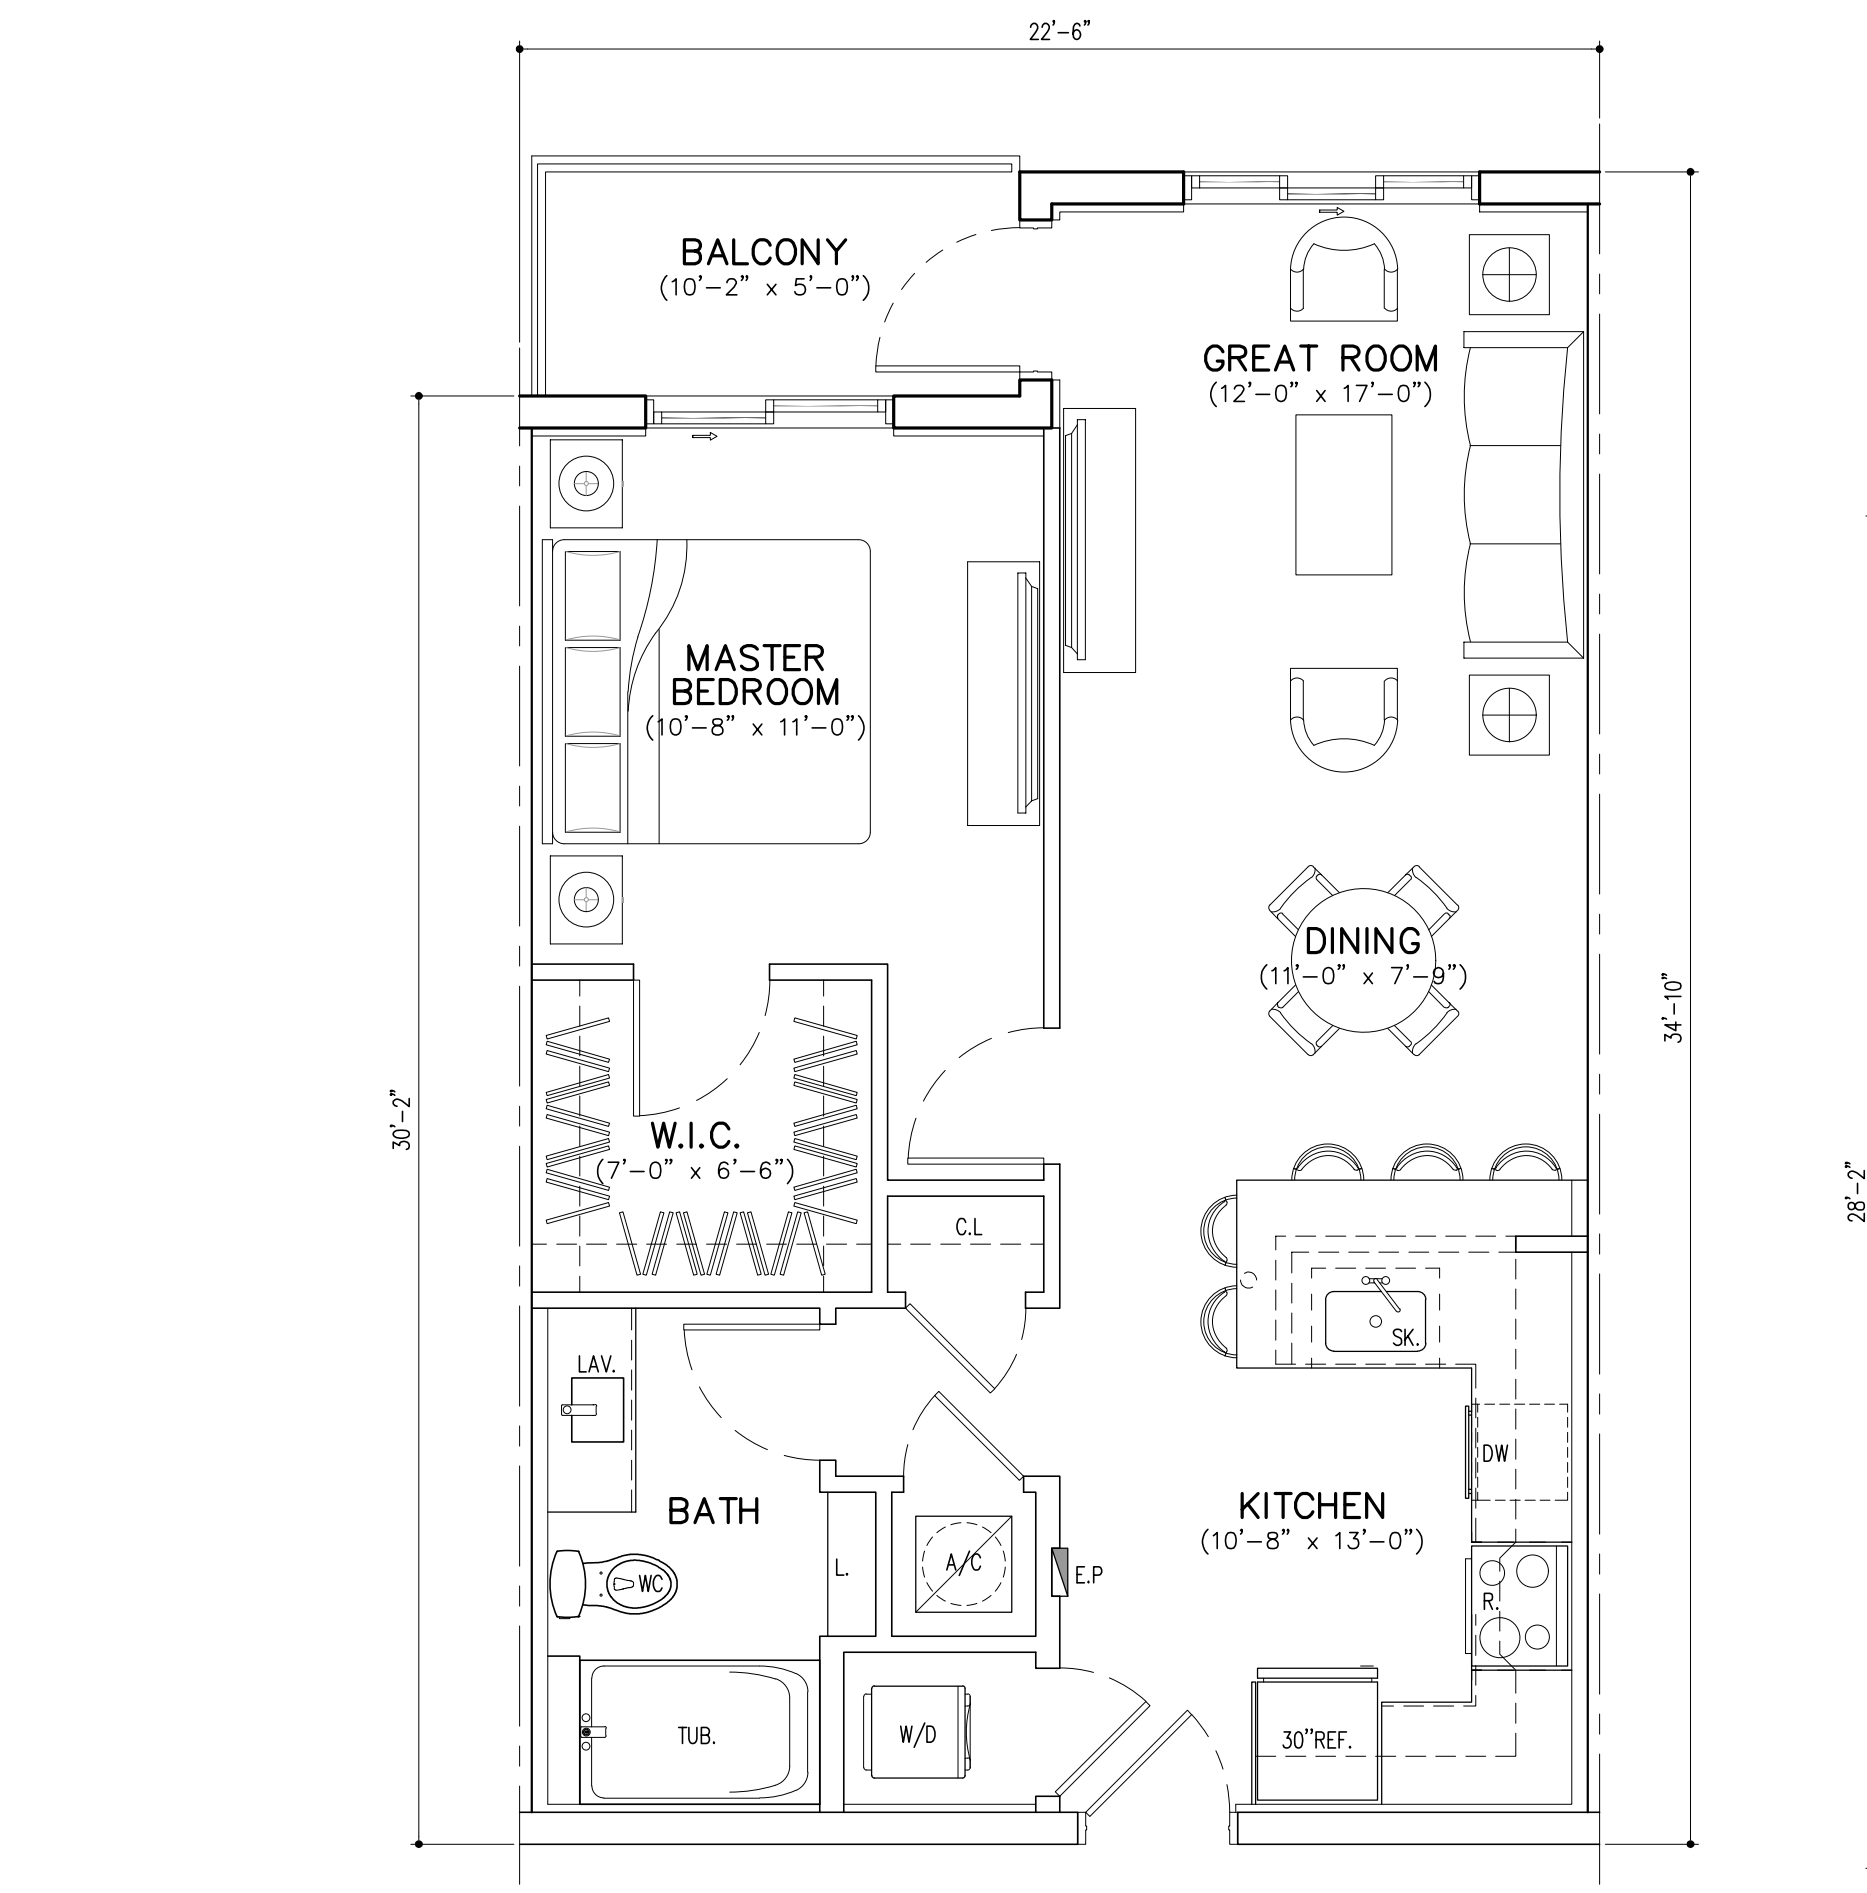 22'-6"
BALCONY
(10'-2" x 5'-0")
GREAT ROOM
(12'-0" x 17'-0")
MASTER
BEDROOM
(10'-8" x 11'-0")
DINING
(11'-0" x 7'-9")
34'-10"
30'-2"
28'-2"
W.I.C.
(7'-0" x 6'-6")
C.L
SK.
LAV.
DW
BATH
KITCHEN
(10'-8" x 13'-0")
A/C
L.
E.P
WC
R.
TUB.
W/D
30"REF.